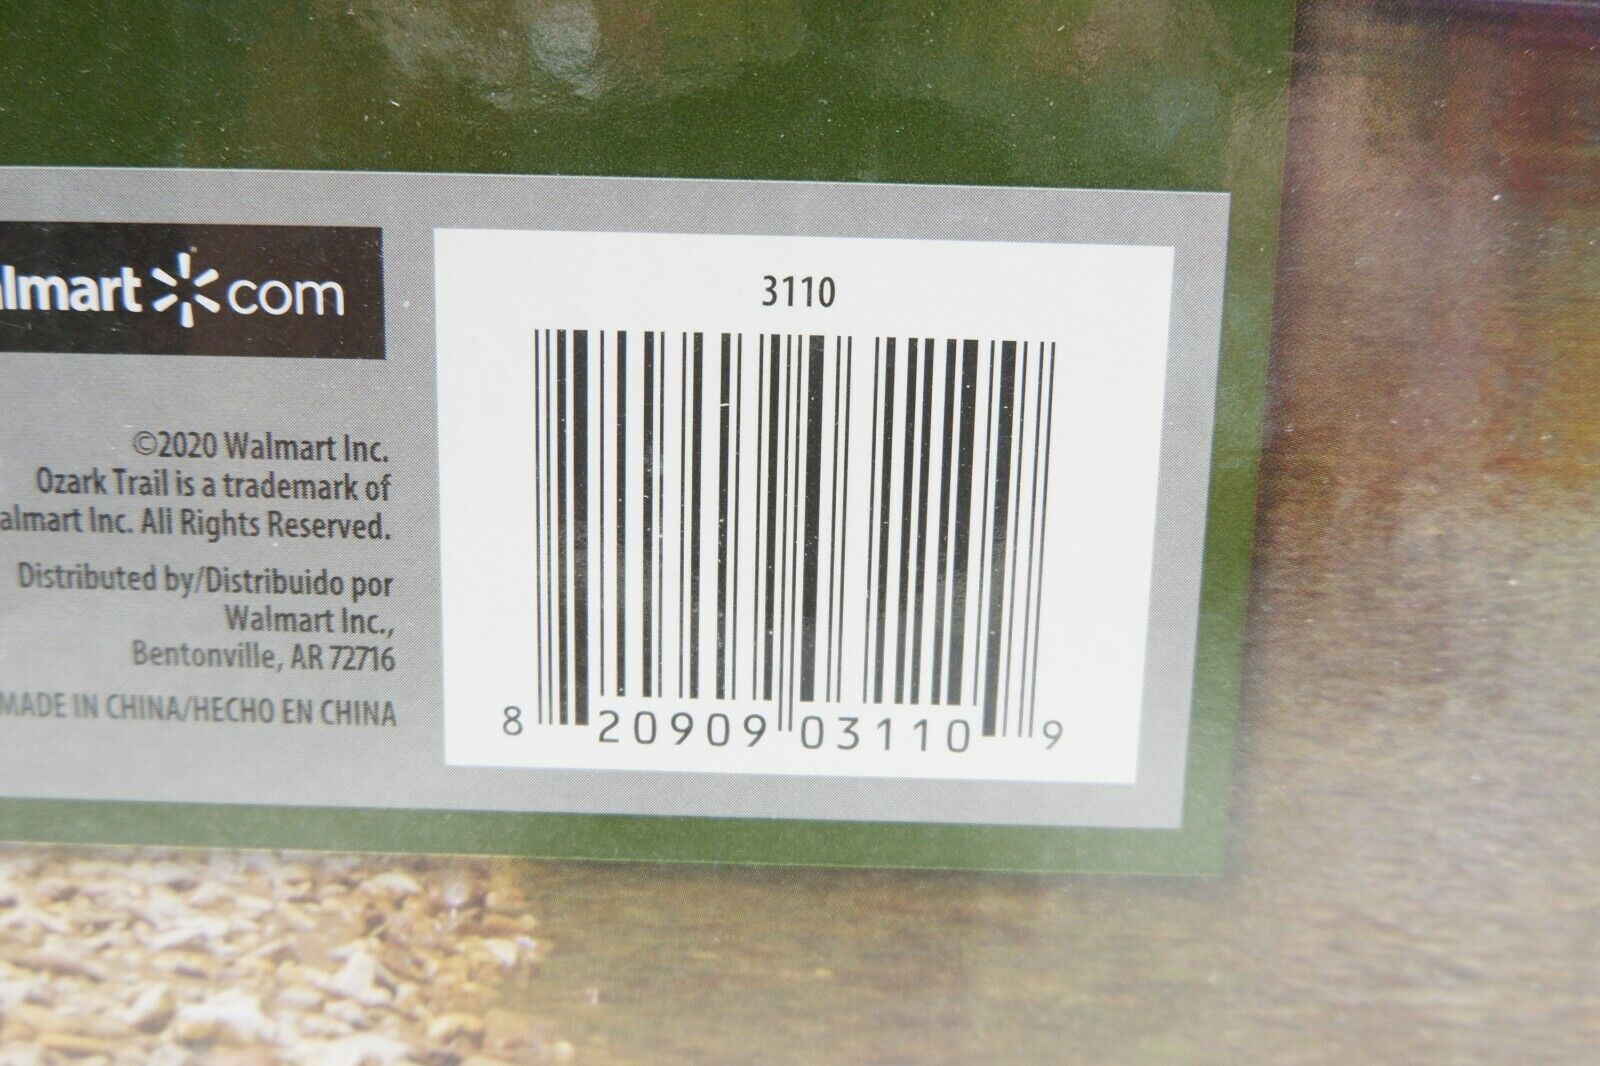 almart com
©2020 Walmart Inc.
Ozark Trail is a trademark of
almart Inc. All Rights Reserved.
Distributed by/Distribuido por
Walmart Inc.,
Bentonville, AR 72716
MADE IN CHINA/HECHO EN CHINA
3110
8 20909 03110 9